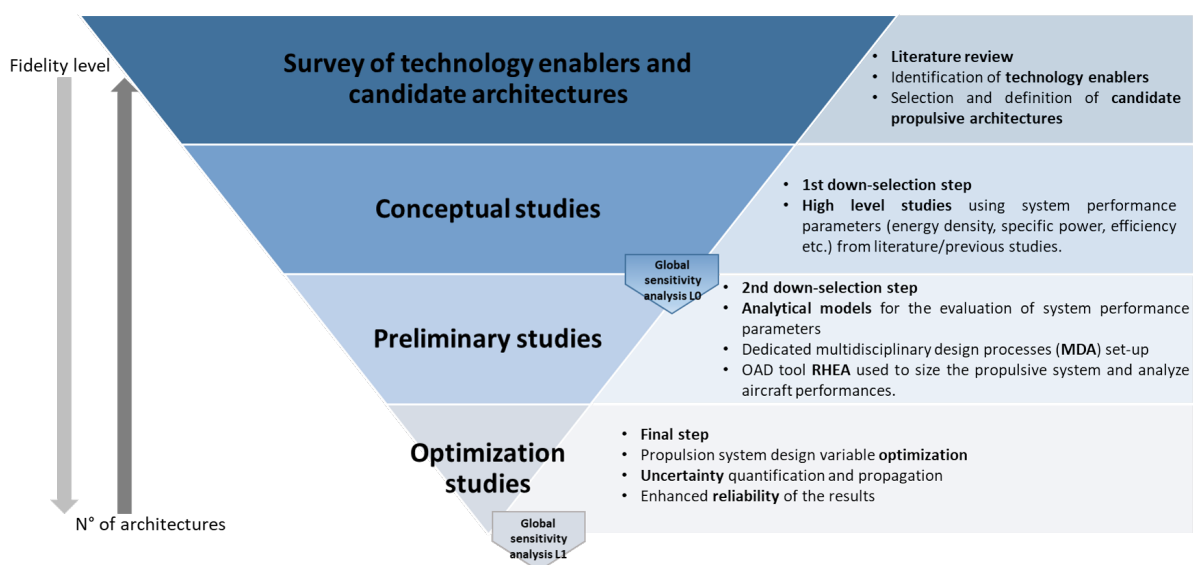 Fidelity level
N° of architectures
Survey of technology enablers and
candidate architectures
• Literature review
• Identification of technology enablers
• Selection and definition of candidate
propulsive architectures
Conceptual studies
• 1st down-selection step
• High level studies using system performance
parameters (energy density, specific power, efficiency
etc.) from literature/previous studies.
Global
sensitivity
analysis L0
Preliminary studies
• 2nd down-selection step
• Analytical models for the evaluation of system performance
parameters
• Dedicated multidisciplinary design processes (MDA) set-up
• OAD tool RHEA used to size the propulsive system and analyze
aircraft performances.
Optimization
studies
• Final step
• Propulsion system design variable optimization
• Uncertainty quantification and propagation
• Enhanced reliability of the results
Global
sensitivity
analysis L1